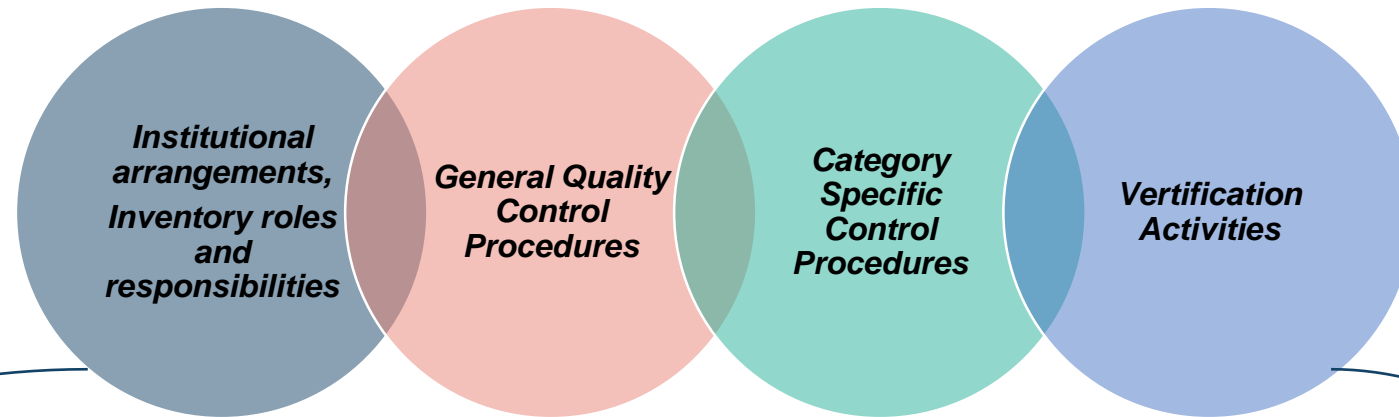 Institutional
arrangements,
Inventory roles
and
responsibilities
General Quality
Control
Procedures
Category
Specific
Control
Procedures
Vertification
Activities